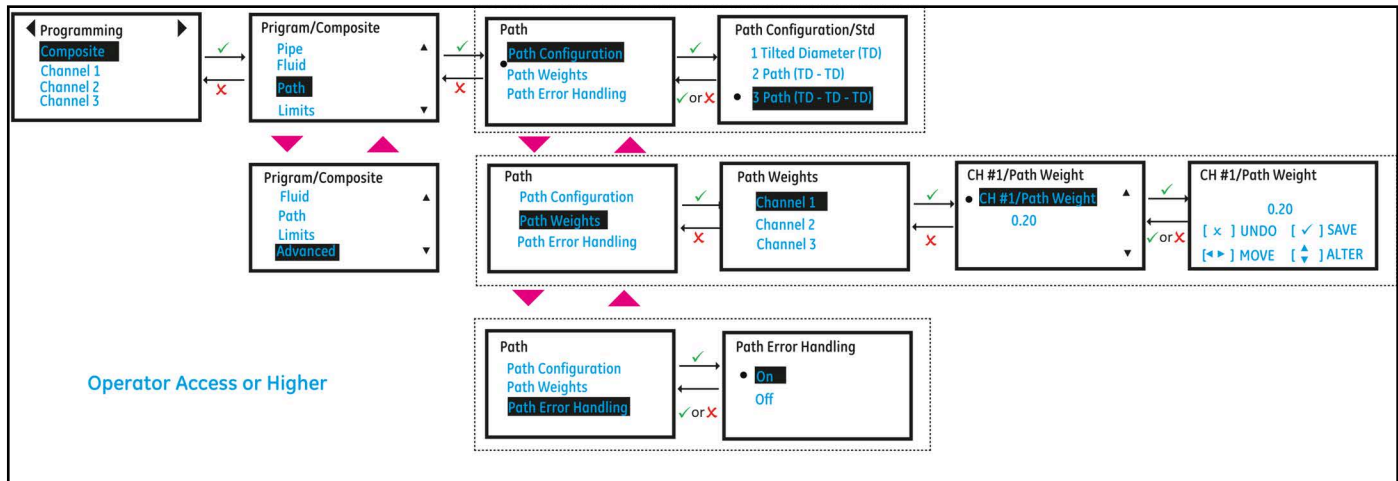 Programming
Composite
Channel 1
Channel 2
Channel 3
✓
x
Prigram/Composite
Pipe
Fluid
Path
Limits
✓
x
Path
Path Configuration
Path Weights
Path Error Handling
✓
✓ or x
Path Configuration/Std
1 Tilted Diameter (TD)
2 Path (TD - TD)
3 Path (TD - TD - TD)
Prigram/Composite
Fluid
Path
Limits
Advanced
Path
Path Configuration
Path Weights
Path Error Handling
✓
x
Path Weights
Channel 1
Channel 2
Channel 3
✓
x
CH #1/Path Weight
CH #1/Path Weight
0.20
✓
✓ or x
CH #1/Path Weight
0.20
[ x ] UNDO [ ✓ ] SAVE
[◄ ►] MOVE [▲▼] ALTER
Path
Path Configuration
Path Weights
Path Error Handling
✓
✓ or x
Path Error Handling
On
Off
Operator Access or Higher